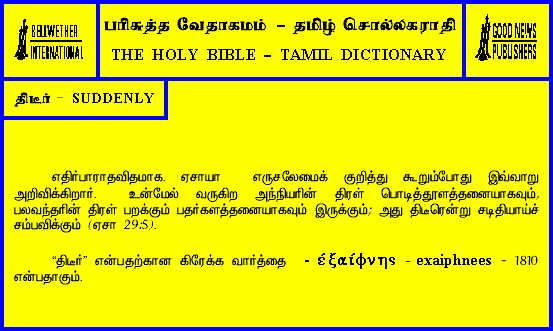 BELLWETHER
INTERNATIONAL
பரிசுத்த வேதாகமம் – தமிழ் சொல்லகராதி
THE HOLY BIBLE – TAMIL DICTIONARY
GOOD NEWS
PUBLISHERS
திடீர் - SUDDENLY
எதிர்பாராதவிதமாக. ஏசாயா எருசலேமைக் குறித்து கூறும்போது இவ்வாறு
அறிவிக்கிறார். உன்மேல் வருகிற அந்நியரின் திரள் பொடித்தூளத்தனையாகவும்,
பலவந்தரின் திரள் பறக்கும் பதர்களத்தனையாகவும் இருக்கும்; அது திடீரென்று சடிதியாய்ச்
சம்பவிக்கும் (ஏசா 29:5).
“திடீர்” என்பதற்கான கிரேக்க வார்த்தை - ἐξαίφνης - exaiphnees - 1810
என்பதாகும்.